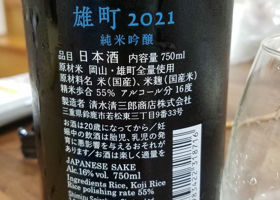 雄町 2021
純米吟醸
品目 日本酒 内容量 750ml
原材米 岡山・雄町全量使用
原材料名 米(国産)、米麹(国産米)
精米歩合 55% アルコール分 16度
製造者 清水清三郎商店株式会社
三重県鈴鹿市若松東三丁目9番33号
お酒は20歳になってから/妊
娠中の飲酒は胎児、乳児の発
育に悪影響を与えるおそれが
あります/お酒は楽しく適量を
JAPANESE SAKE
Alc.16% vol. 750ml
Ingredients Rice, Koji Rice
Rice polishing rate 55%